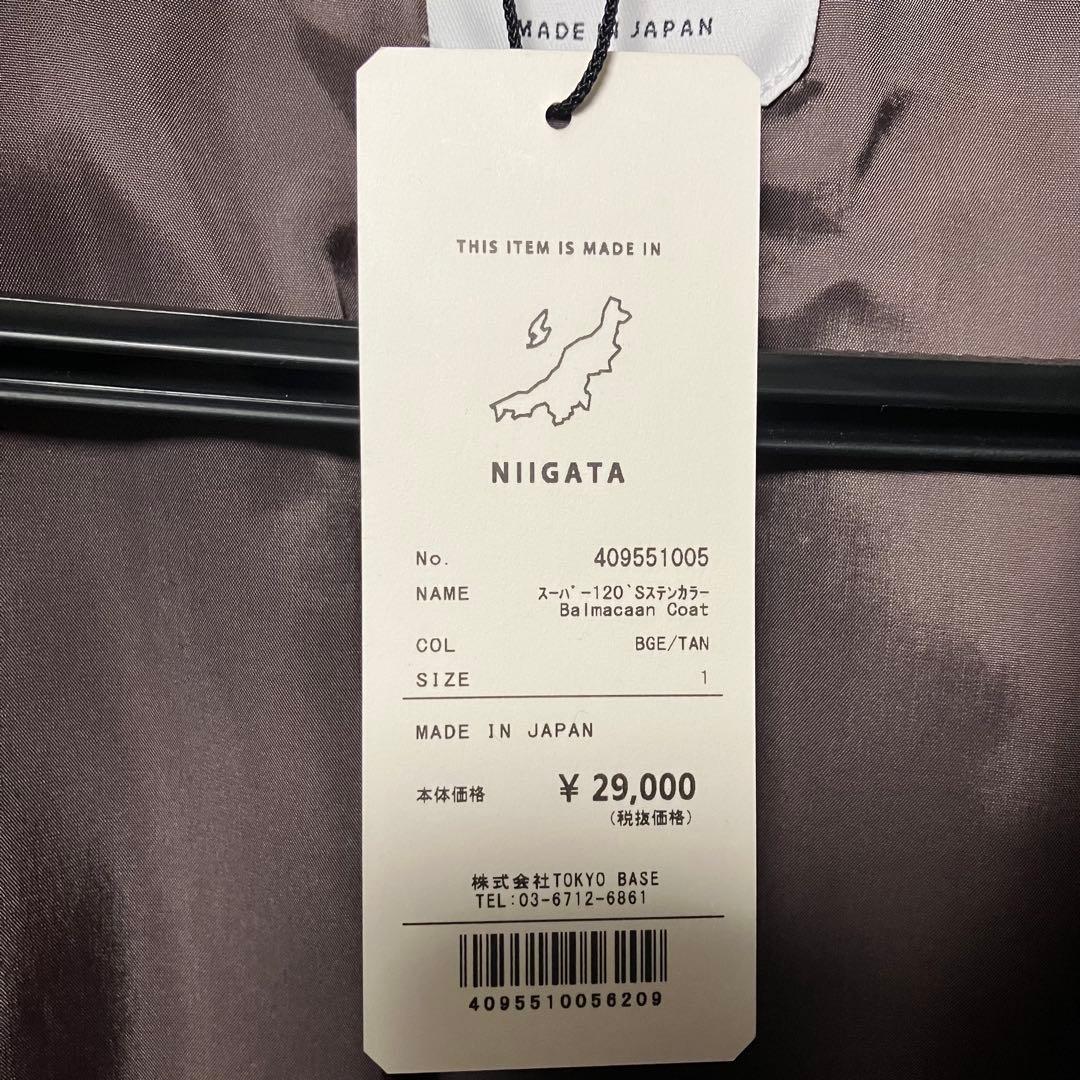 MADE IN JAPAN
THIS ITEM IS MADE IN
NIIGATA
No. 409551005
NAME ｽｰﾊﾟｰ120`Sｽﾃﾝｶﾗｰ
Balmacaan Coat
COL BGE/TAN
SIZE 1
MADE IN JAPAN
本体価格 ¥ 29,000
(税抜価格)
株式会社TOKYO BASE
TEL:03-6712-6861
4095510056209